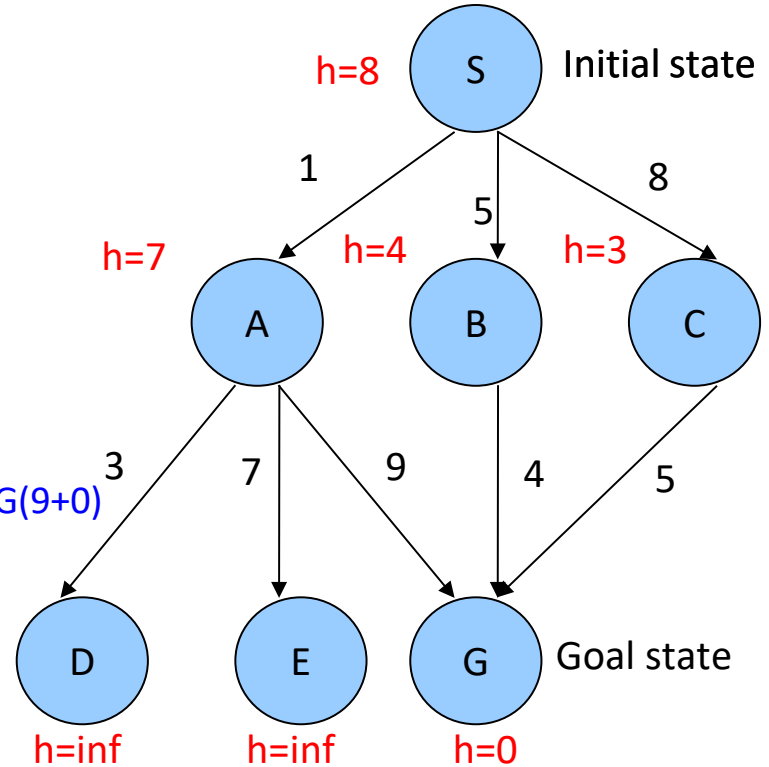 S
Initial state
h=8
1
5
8
h=7
h=4
h=3
A
B
C
3
7
9
4
5
G(9+0)
D
E
G
Goal state
h=inf
h=inf
h=0